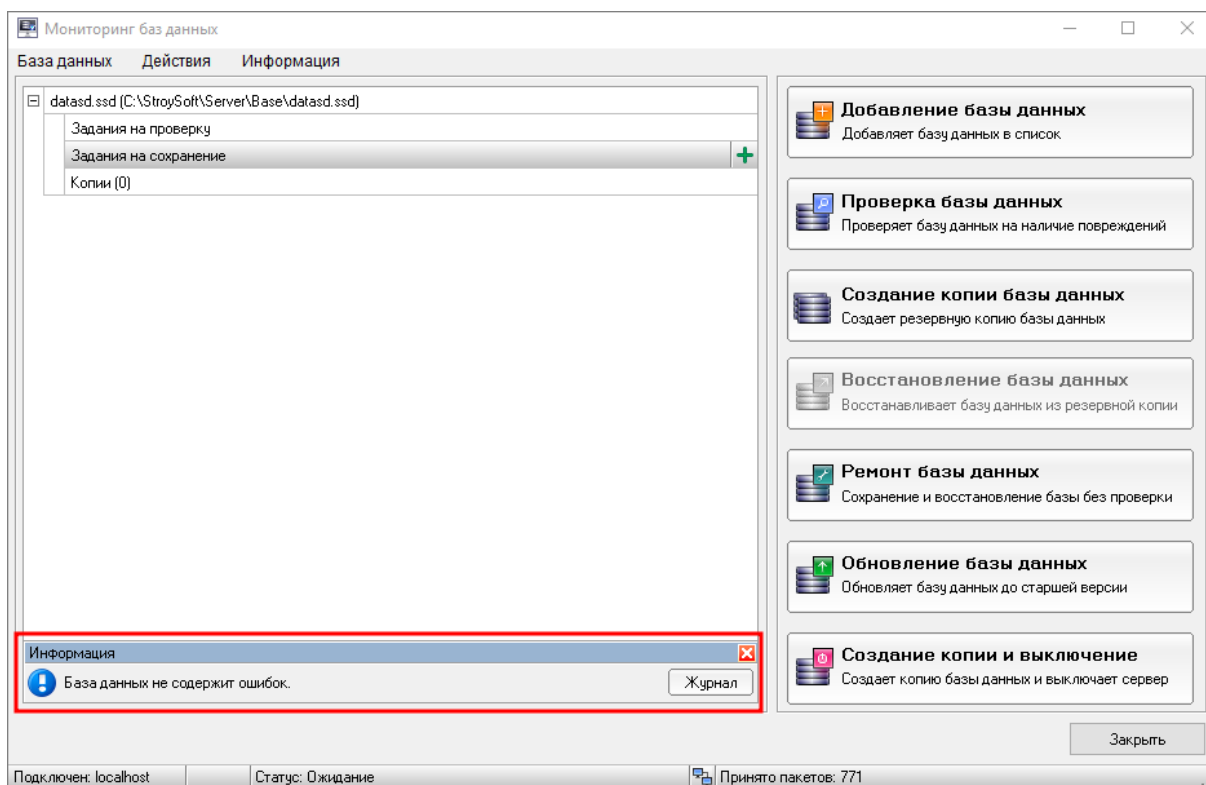 Мониторинг баз данных
База данных Действия Информация
datasd.ssd (C:\StroySoft\Server\Base\datasd.ssd)
Задания на проверку
Задания на сохранение
Копии (0)
Добавление базы данных
Добавляет базу данных в список
Проверка базы данных
Проверяет базу данных на наличие повреждений
Создание копии базы данных
Создает резервную копию базы данных
Восстановление базы данных
Восстанавливает базу данных из резервной копии
Ремонт базы данных
Сохранение и восстановление базы без проверки
Обновление базы данных
Обновляет базу данных до старшей версии
Создание копии и выключение
Создает копию базы данных и выключает сервер
Информация
База данных не содержит ошибок.
Журнал
Закрыть
Подключен: localhost Статус: Ожидание Принято пакетов: 771